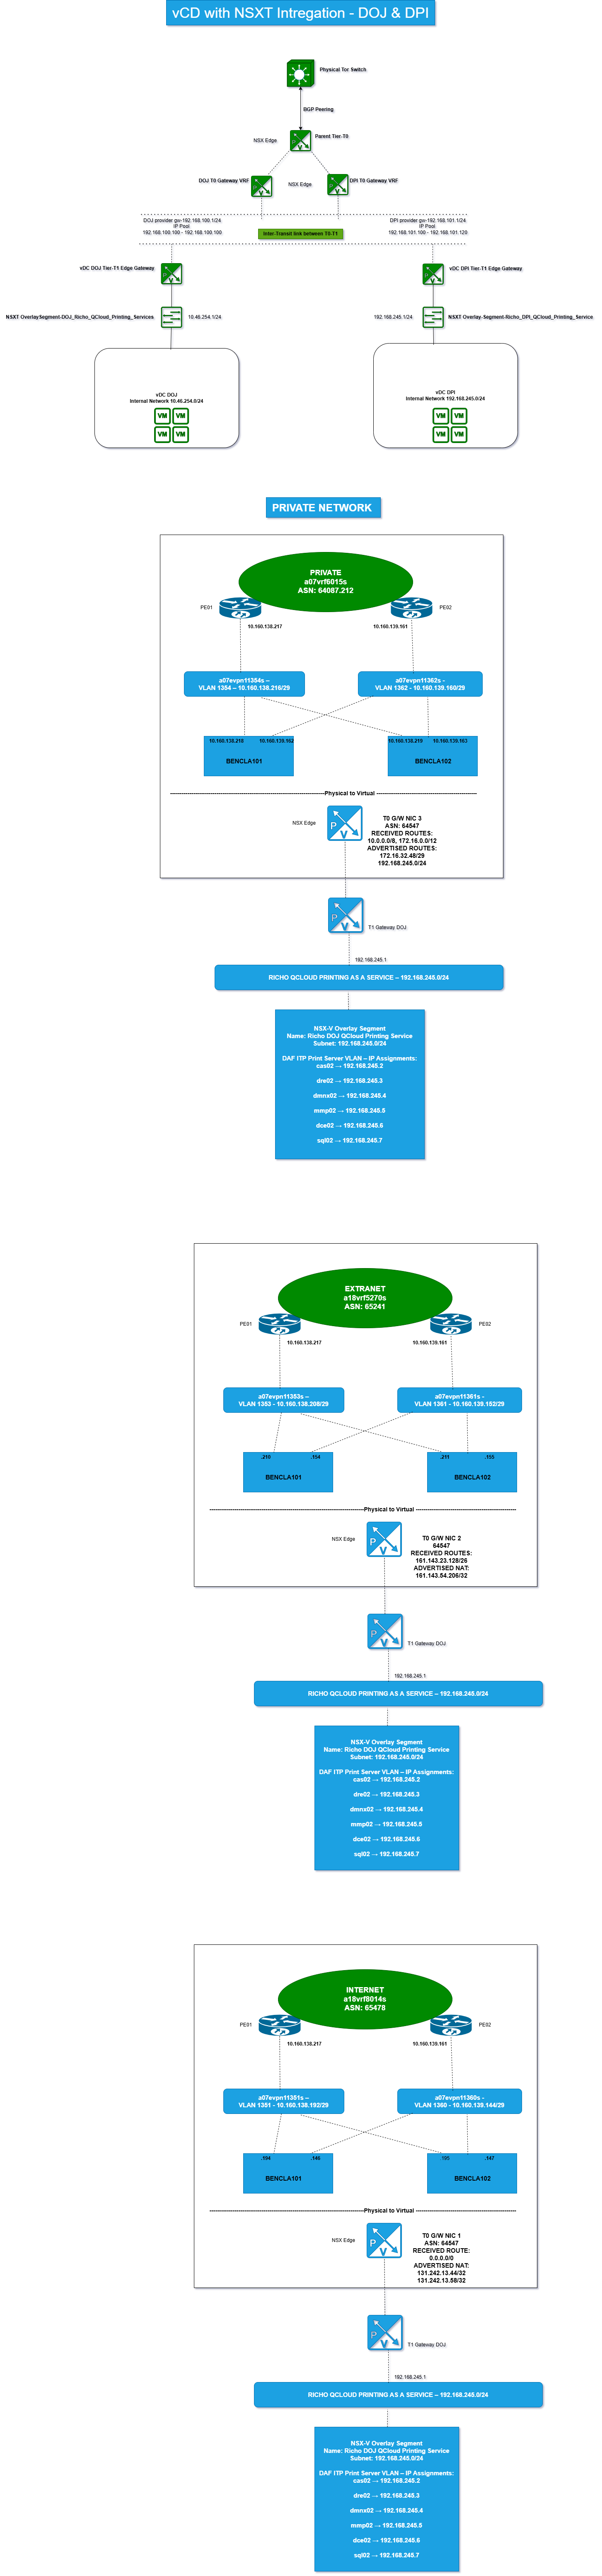 vCD with NSXT Intregation - DOJ & DPI
Physical Tor Switch
BGP Peering
NSX Edge
Parent Tier-T0
DOJ T0 Gateway VRF
NSX Edge
DPI T0 Gateway VRF
DOJ provider gw-192.168.100.1/24
IP Pool
192.168.100.100 - 192.168.100.100
Inter-Transit link between T0-T1
DPI provider gw-192.168.101.1/24
IP Pool
192.168.101.100 - 192.168.101.120
vDC DOJ Tier-T1 Edge Gateway
vDC DPI Tier-T1 Edge Gateway
NSXT OverlaySegment-DOJ_Richo_QCloud_Printing_Services
10.46.254.1/24
192.168.245.1/24
NSXT Overlay-Segment-Richo_DPI_QCloud_Printing_Service
vDC DOJ
Internal Network 10.46.254.0/24
VM VM
VM VM
vDC DPI
Internal Network 192.168.245.0/24
VM VM
VM VM
PRIVATE NETWORK
PRIVATE
a07vrf6015s
ASN: 64087.212
PE01
PE02
10.160.138.217
10.160.139.161
a07evpn11354s –
VLAN 1354 – 10.160.138.216/29
a07evpn11362s -
VLAN 1362 - 10.160.139.160/29
10.160.138.218
10.160.139.162
BENCLA101
10.160.138.219
10.160.139.163
BENCLA102
Physical to Virtual
NSX Edge
P
V
T0 G/W NIC 3
ASN: 64547
RECEIVED ROUTES:
10.0.0.0/8, 172.16.0.0/12
ADVERTISED ROUTES:
172.16.32.48/29
192.168.245.0/24
P
V
T1 Gateway DOJ
192.168.245.1
RICHO QCLOUD PRINTING AS A SERVICE – 192.168.245.0/24
NSX-V Overlay Segment
Name: Richo DOJ QCloud Printing Service
Subnet: 192.168.245.0/24
DAF ITP Print Server VLAN – IP Assignments:
cas02 → 192.168.245.2
dre02 → 192.168.245.3
dmnx02 → 192.168.245.4
mmp02 → 192.168.245.5
dce02 → 192.168.245.6
sql02 → 192.168.245.7
EXTRANET
a18vrf5270s
ASN: 65241
PE01
PE02
10.160.138.217
10.160.139.161
a07evpn11353s –
VLAN 1353 - 10.160.138.208/29
a07evpn11361s -
VLAN 1361 - 10.160.139.152/29
.210
.154
BENCLA101
.211
.155
BENCLA102
Physical to Virtual
NSX Edge
P
V
T0 G/W NIC 2
64547
RECEIVED ROUTES:
161.143.23.128/26
ADVERTISED NAT:
161.143.54.206/32
P
V
T1 Gateway DOJ
192.168.245.1
RICHO QCLOUD PRINTING AS A SERVICE – 192.168.245.0/24
NSX-V Overlay Segment
Name: Richo DOJ QCloud Printing Service
Subnet: 192.168.245.0/24
DAF ITP Print Server VLAN – IP Assignments:
cas02 → 192.168.245.2
dre02 → 192.168.245.3
dmnx02 → 192.168.245.4
mmp02 → 192.168.245.5
dce02 → 192.168.245.6
sql02 → 192.168.245.7
INTERNET
a18vrf8014s
ASN: 65478
PE01
PE02
10.160.138.217
10.160.139.161
a07evpn11351s –
VLAN 1351 - 10.160.138.192/29
a07evpn11360s -
VLAN 1360 - 10.160.139.144/29
.194
.146
BENCLA101
.195
.147
BENCLA102
Physical to Virtual
NSX Edge
P
V
T0 G/W NIC 1
ASN: 64547
RECEIVED ROUTE:
0.0.0.0/0
ADVERTISED NAT:
131.242.13.44/32
131.242.13.58/32
P
V
T1 Gateway DOJ
192.168.245.1
RICHO QCLOUD PRINTING AS A SERVICE – 192.168.245.0/24
NSX-V Overlay Segment
Name: Richo DOJ QCloud Printing Service
Subnet: 192.168.245.0/24
DAF ITP Print Server VLAN – IP Assignments:
cas02 → 192.168.245.2
dre02 → 192.168.245.3
dmnx02 → 192.168.245.4
mmp02 → 192.168.245.5
dce02 → 192.168.245.6
sql02 → 192.168.245.7